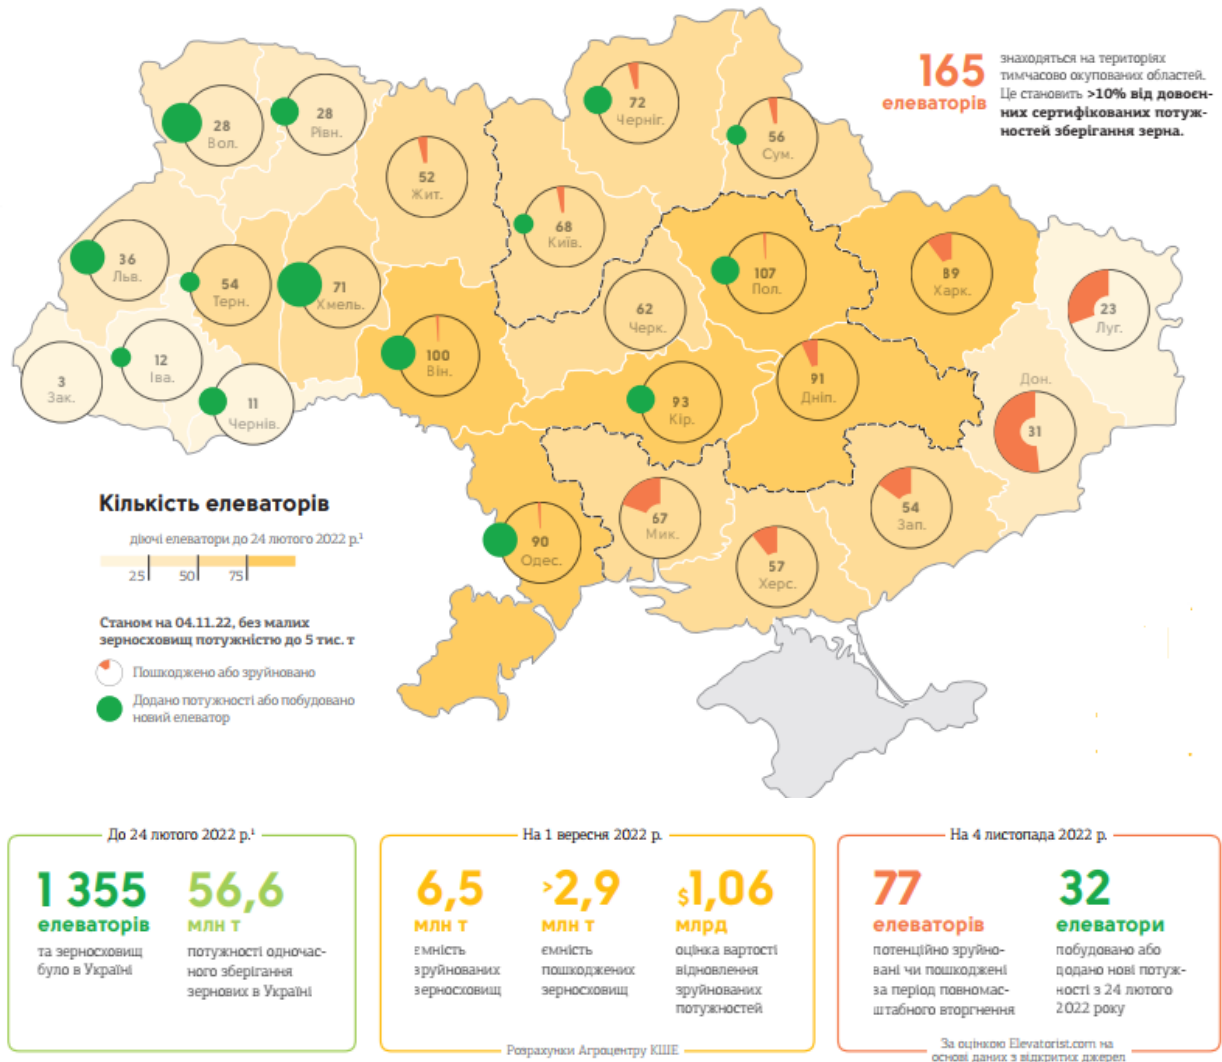 165
елеваторів
знаходяться на територіях
тимчасово окупованих областей.
Це становить >10% від довоєн-
них сертифікованих потуж-
ностей зберігання зерна.
28
Вол.
28
Рівн.
52
Жит.
72
Черніг.
56
Сум.
68
Київ.
36
Льв.
54
Терн.
71
Хмель.
107
Пол.
89
Харк.
23
Луг.
62
Черк.
3
Зак.
12
Іва.
11
Чернів.
100
Він.
93
Кір.
91
Дніп.
Дон.
31
90
Одес.
67
Мик.
57
Херс.
54
Зап.
Кількість елеваторів
діючі елеватори до 24 лютого 2022 р.¹
25 50 75
Станом на 04.11.22, без малих
зерносховищ потужністю до 5 тис. т
Пошкоджено або зруйновано
Додано потужності або побудовано
новий елеватор
До 24 лютого 2022 р.¹
1 355
елеваторів
та зерносховищ
було в Україні
56,6
млн т
потужності одночас-
ного зберігання
зернових в Україні
На 1 вересня 2022 р.
6,5
млн т
ємність
зруйнованих
зерносховищ
>2,9
млн т
ємність
пошкоджених
зерносховищ
$1,06
млрд
оцінка вартості
відновлення
зруйнованих
потужностей
Розрахунки Агроцентру КШЕ
На 4 листопада 2022 р.
77
елеваторів
потенційно зруйно-
вані чи пошкоджені
за період повномас-
штабного вторгнення
32
елеватори
побудовано або
додано нові потуж-
ності з 24 лютого
2022 року
За оцінкою Elevatorist.com на
основі даних з відкритих джерел